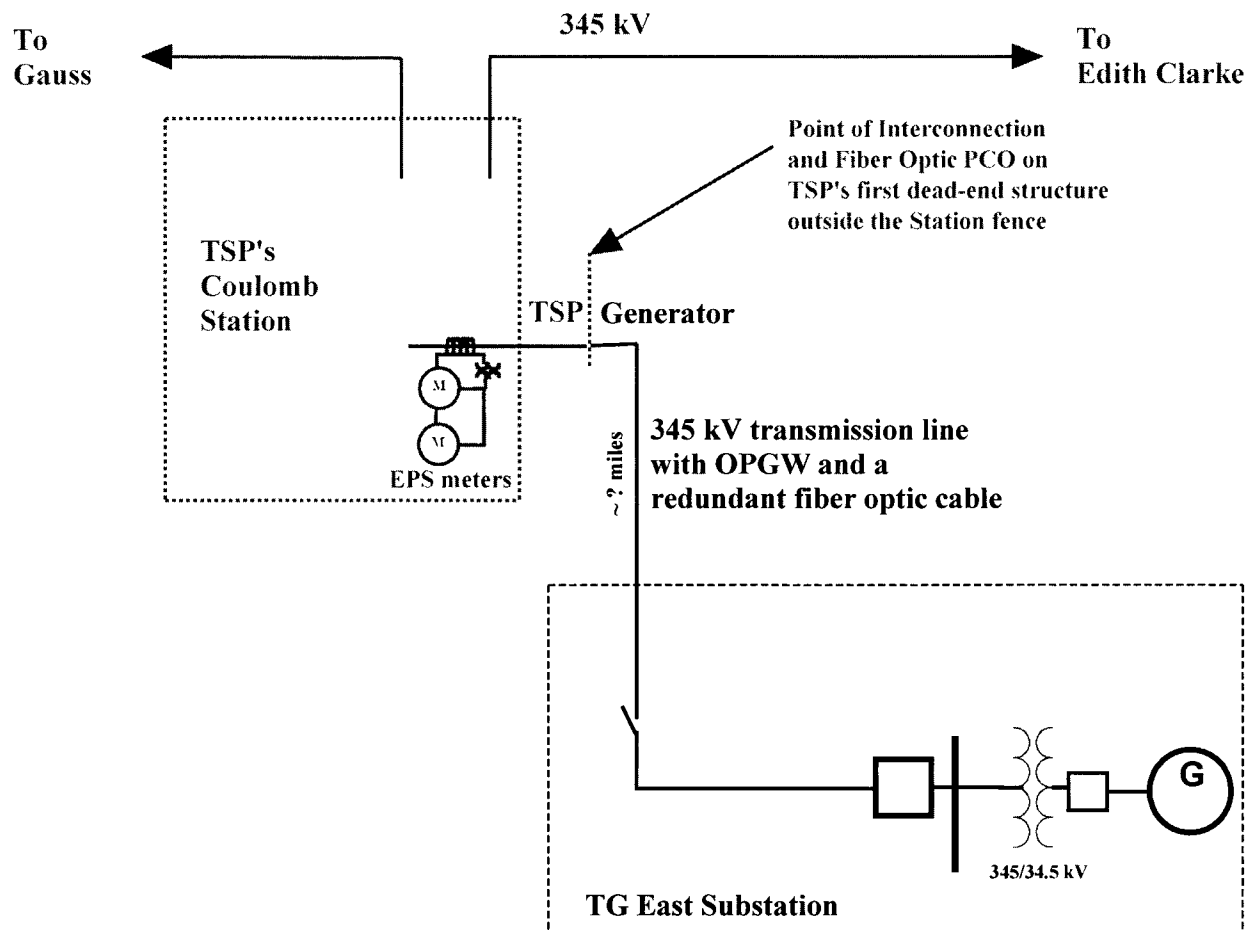 To
Gauss
345 kV
To
Edith Clarke
Point of Interconnection
and Fiber Optic PCO on
TSP's first dead-end structure
outside the Station fence
TSP's
Coulomb
Station
TSP
Generator
M
M
EPS meters
~? miles
345 kV transmission line
with OPGW and a
redundant fiber optic cable
G
345/34.5 kV
TG East Substation